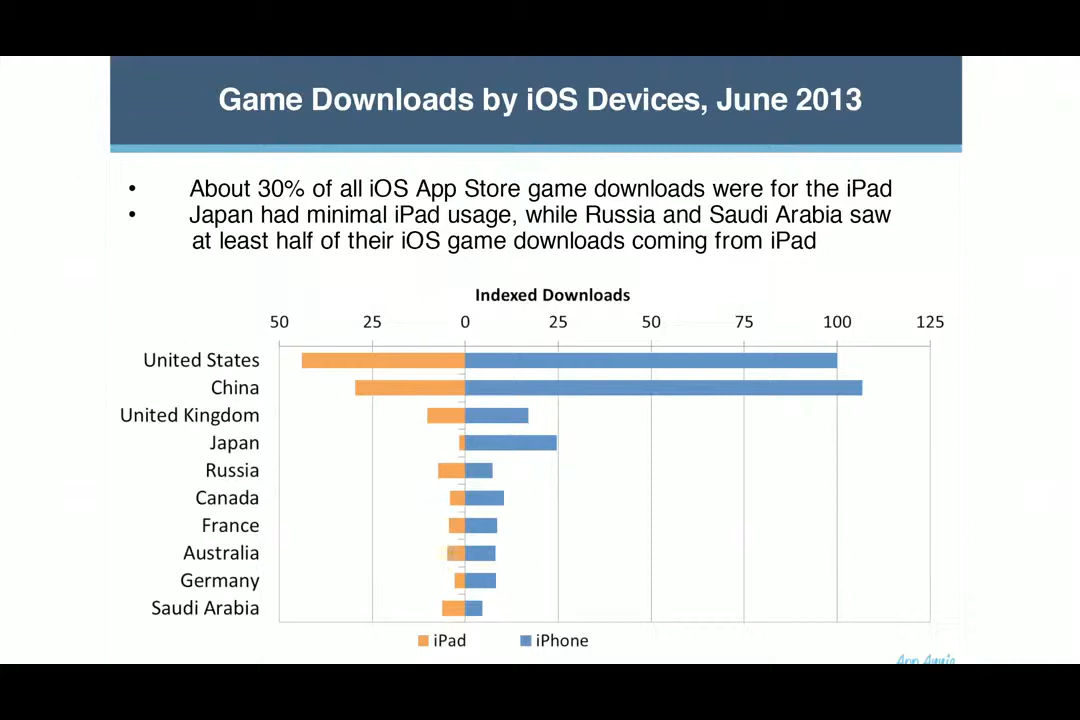 Game Downloads by iOS Devices, June 2013
• About 30% of all iOS App Store game downloads were for the iPad
• Japan had minimal iPad usage, while Russia and Saudi Arabia saw
at least half of their iOS game downloads coming from iPad
Indexed Downloads
50 25 0 25 50 75 100 125
United States
China
United Kingdom
Japan
Russia
Canada
France
Australia
Germany
Saudi Arabia
iPad iPhone
App Annie